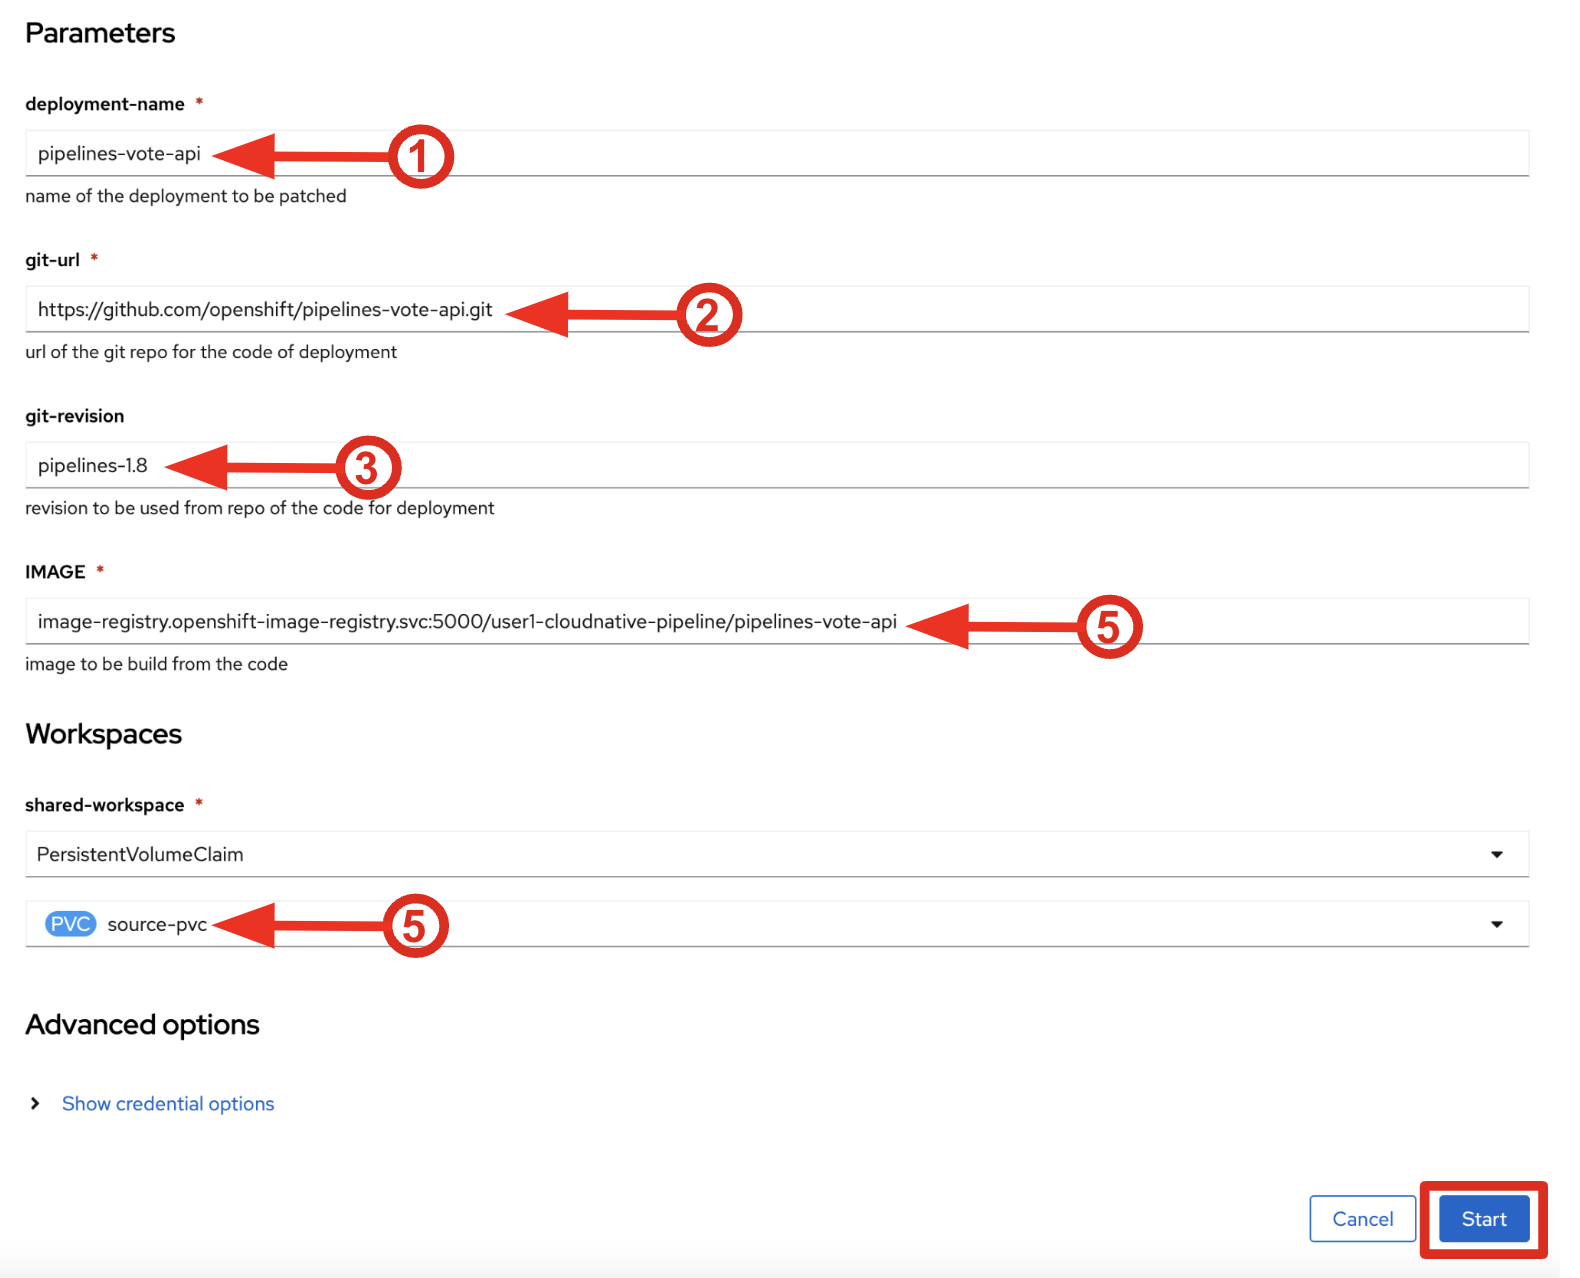 Parameters
deployment-name *
pipelines-vote-api 1
name of the deployment to be patched
git-url *
https://github.com/openshift/pipelines-vote-api.git 2
url of the git repo for the code of deployment
git-revision
pipelines-1.8 3
revision to be used from repo of the code for deployment
IMAGE *
image-registry.openshift-image-registry.svc:5000/user1-cloudnative-pipeline/pipelines-vote-api 5
image to be build from the code
Workspaces
shared-workspace *
PersistentVolumeClaim
PVC source-pvc 5
Advanced options
Show credential options
Cancel Start